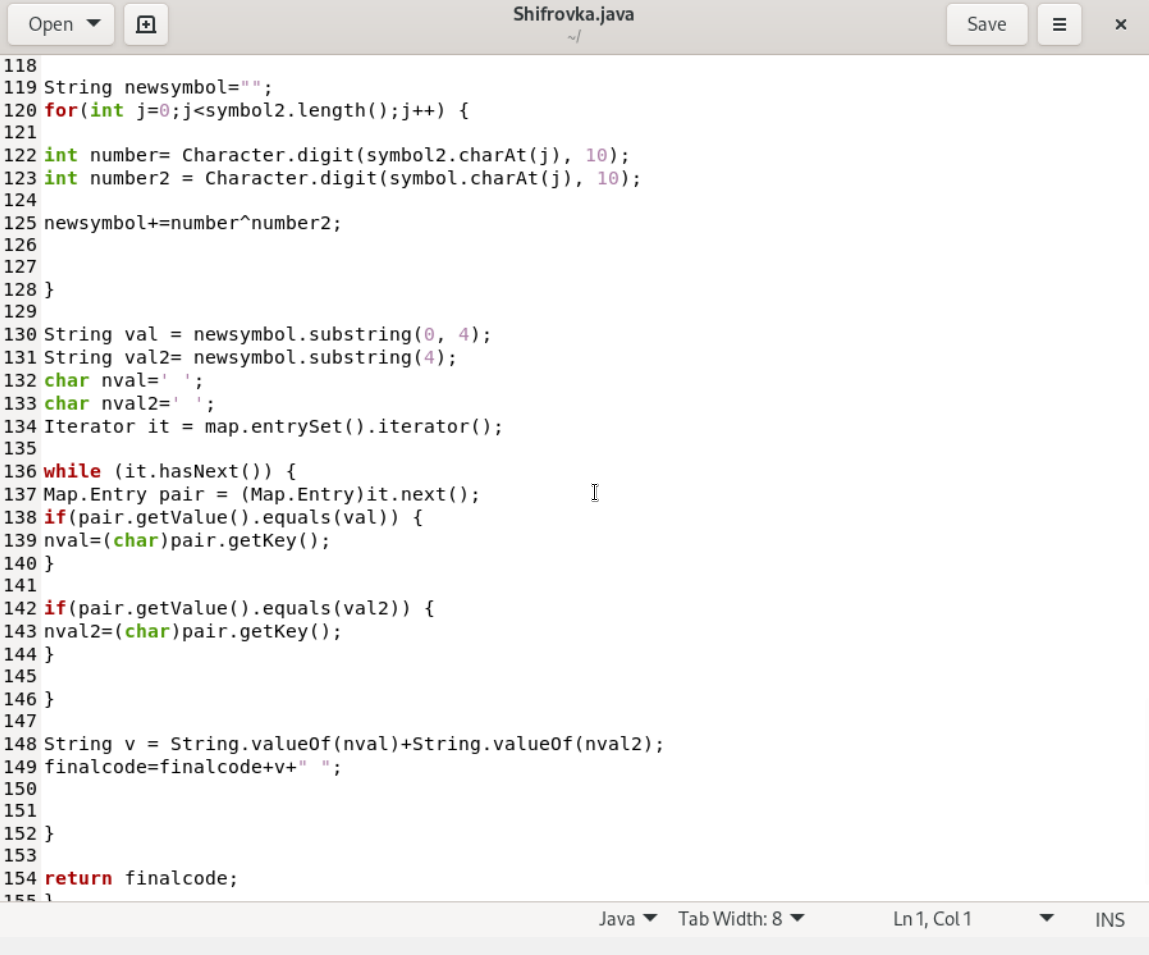 Open
Shifrovka.java
~/
Save
118
119 String newsymbol="";
120 for(int j=0;j<symbol2.length();j++) {
121
122 int number= Character.digit(symbol2.charAt(j), 10);
123 int number2 = Character.digit(symbol.charAt(j), 10);
124
125 newsymbol+=number^number2;
126
127
128 }
129
130 String val = newsymbol.substring(0, 4);
131 String val2= newsymbol.substring(4);
132 char nval=' ';
133 char nval2=' ';
134 Iterator it = map.entrySet().iterator();
135
136 while (it.hasNext()) {
137 Map.Entry pair = (Map.Entry)it.next();
138 if(pair.getValue().equals(val)) {
139 nval=(char)pair.getKey();
140 }
141
142 if(pair.getValue().equals(val2)) {
143 nval2=(char)pair.getKey();
144 }
145
146 }
147
148 String v = String.valueOf(nval)+String.valueOf(nval2);
149 finalcode=finalcode+v+" ";
150
151
152 }
153
154 return finalcode;
155 }
Java Tab Width: 8 Ln 1, Col 1 INS